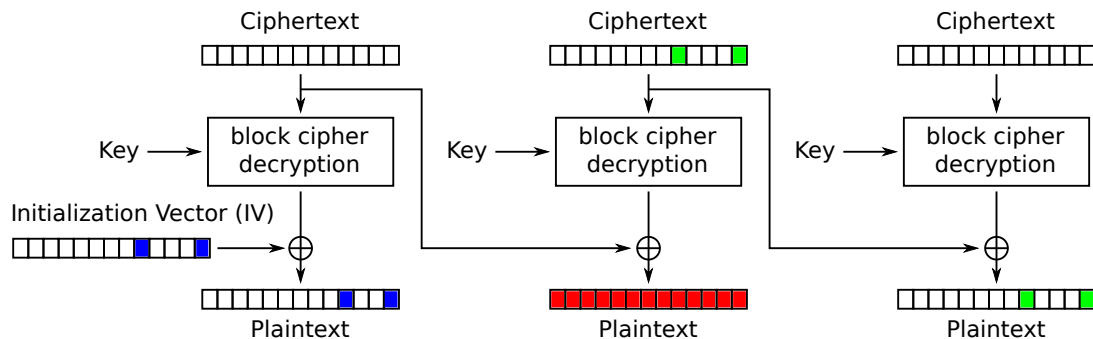 Ciphertext
Ciphertext
Ciphertext
Key
block cipher
decryption
Key
block cipher
decryption
Key
block cipher
decryption
Initialization Vector (IV)
Plaintext
Plaintext
Plaintext